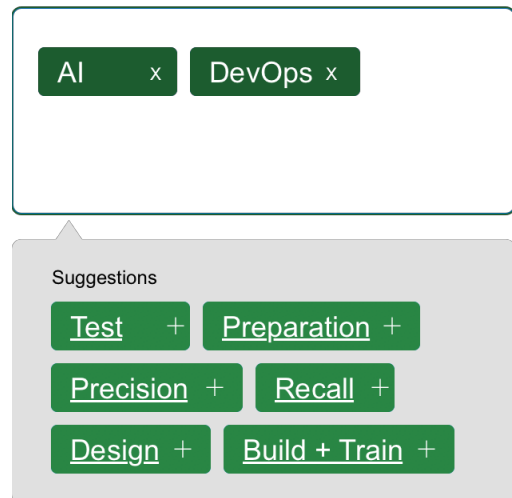 AI x DevOps x
Suggestions
Test + Preparation +
Precision + Recall +
Design + Build + Train +